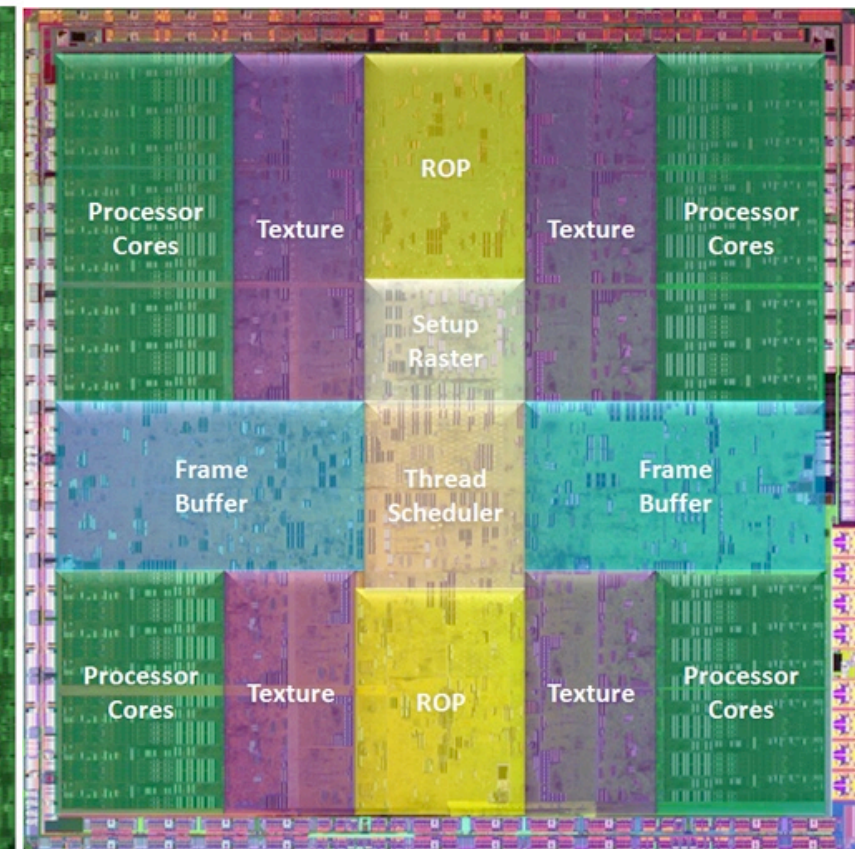 ROP
Processor
Cores
Texture
Texture
Processor
Cores
Setup
Raster
Frame
Buffer
Thread
Scheduler
Frame
Buffer
Processor
Cores
Texture
ROP
Texture
Processor
Cores